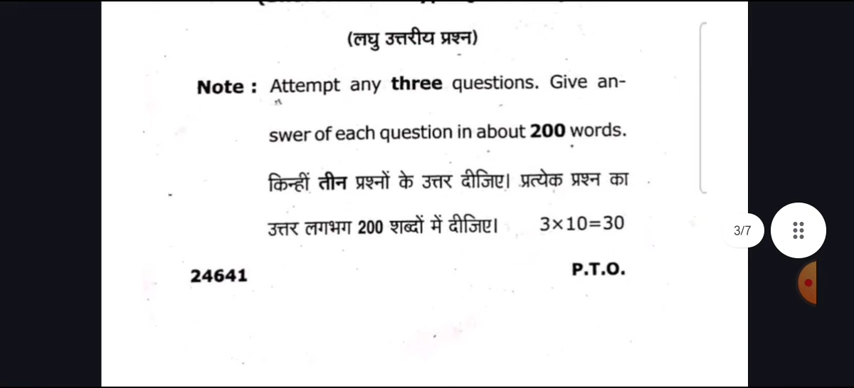 (लघु उत्तरीय प्रश्न)
Note : Attempt any three questions. Give an-
swer of each question in about 200 words.
किन्हीं तीन प्रश्नों के उत्तर दीजिए। प्रत्येक प्रश्न का
उत्तर लगभग 200 शब्दों में दीजिए। 3×10=30
3/7
24641 P.T.O.